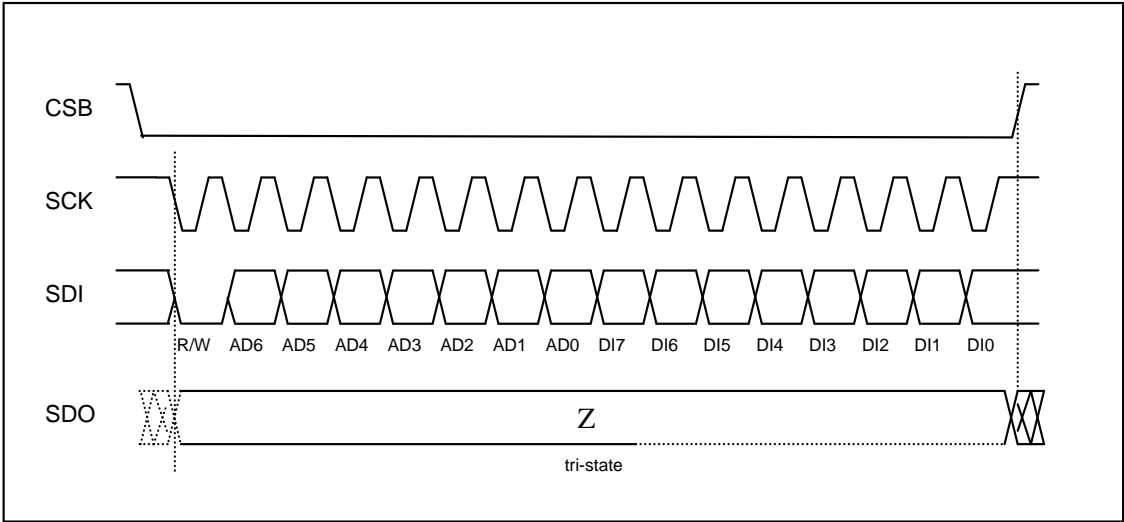 CSB
SCK
SDI
R/W AD6 AD5 AD4 AD3 AD2 AD1 AD0 DI7 DI6 DI5 DI4 DI3 DI2 DI1 DI0
SDO
Z
tri-state